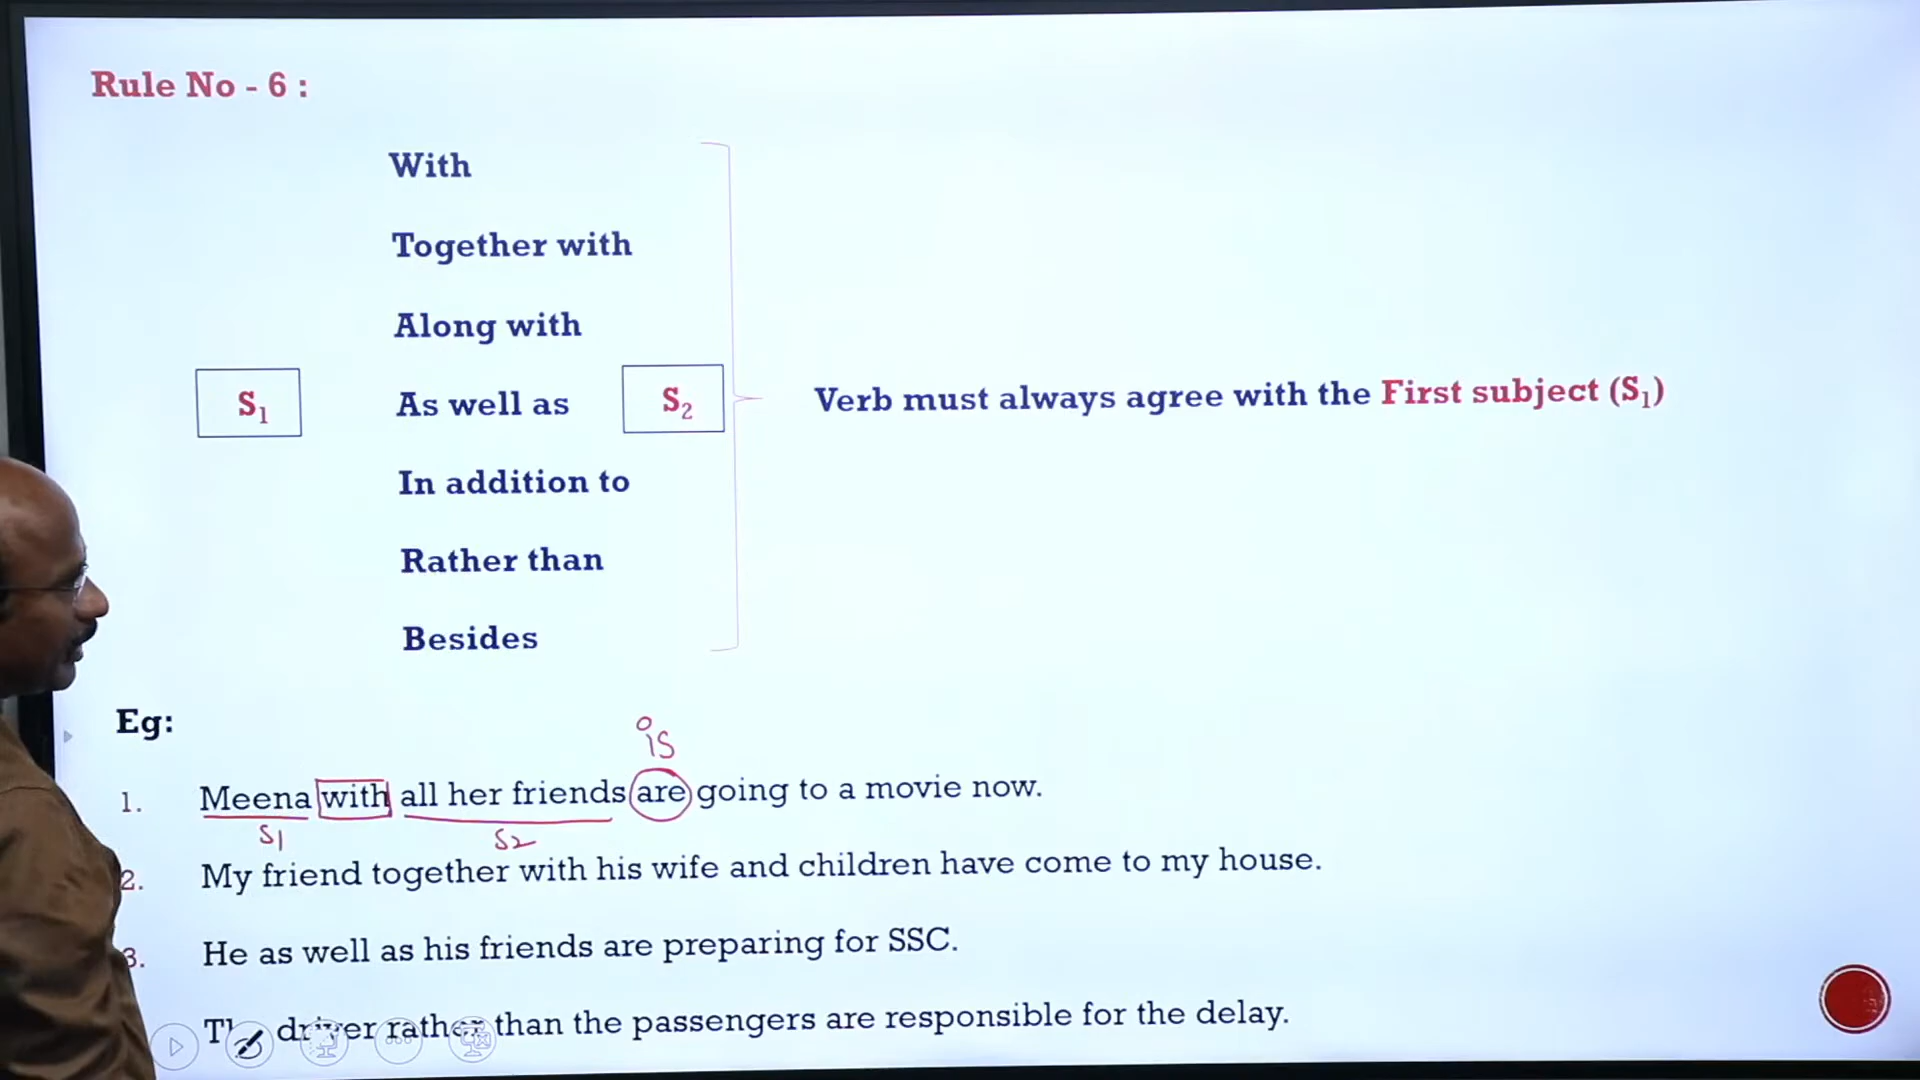 Rule No - 6 :
With
Together with
Along with
S₁ As well as S₂ Verb must always agree with the First subject (S₁)
In addition to
Rather than
Besides
Eg:
is
1. Meena with all her friends are going to a movie now.
S1 S2
2. My friend together with his wife and children have come to my house.
3. He as well as his friends are preparing for SSC.
driver rather than the passengers are responsible for the delay.